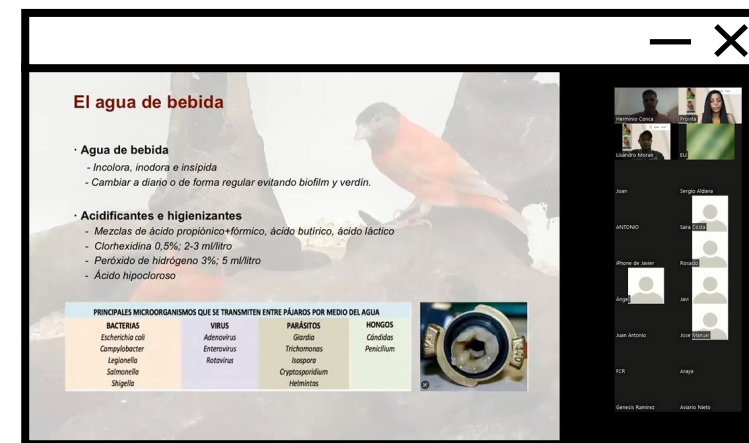 El agua de bebida
· Agua de bebida
- Incolora, inodora e insípida
- Cambiar a diario o de forma regular evitando biofilm y verdín.
· Acidificantes e higienizantes
- Mezclas de ácido propiónico+fórmico, ácido butírico, ácido láctico
- Clorhexidina 0,5%; 2-3 ml/litro
- Peróxido de hidrógeno 3%; 5 ml/litro
- Ácido hipocloroso
PRINCIPALES MICROORGANISMOS QUE SE TRANSMITEN ENTRE PÁJAROS POR MEDIO DEL AGUA
BACTERIAS VIRUS PARÁSITOS HONGOS
Escherichia coli Adenovirus Giardia Cándidas
Campylobacter Enterovirus Trichomonas Penicilium
Legionella Rotavirus Isospora
Salmonella Cryptosporidium
Shigella Helmintos
Herminio Conca Provita
Lisandro Moran EU
Joan Sergio Aldana
ANTONIO Sara Costa
iPhone de Javier Rosado
Ángel Javi
Juan Antonio Jose Manuel
FCR Araya
Genesis Ramirez Aviario Nieto